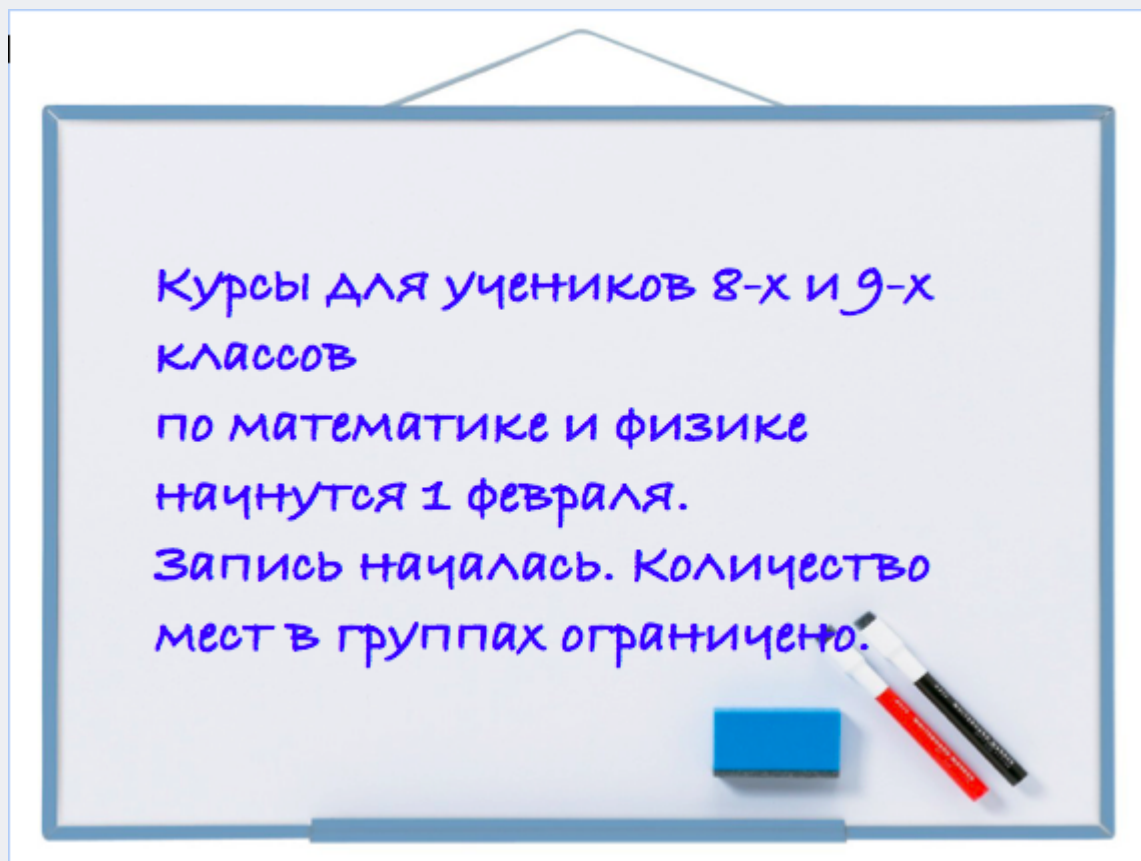 Курсы для учеников 8-х и 9-х
классов
по математике и физике
начнутся 1 февраля.
Запись началась. Количество
мест в группах ограничено.